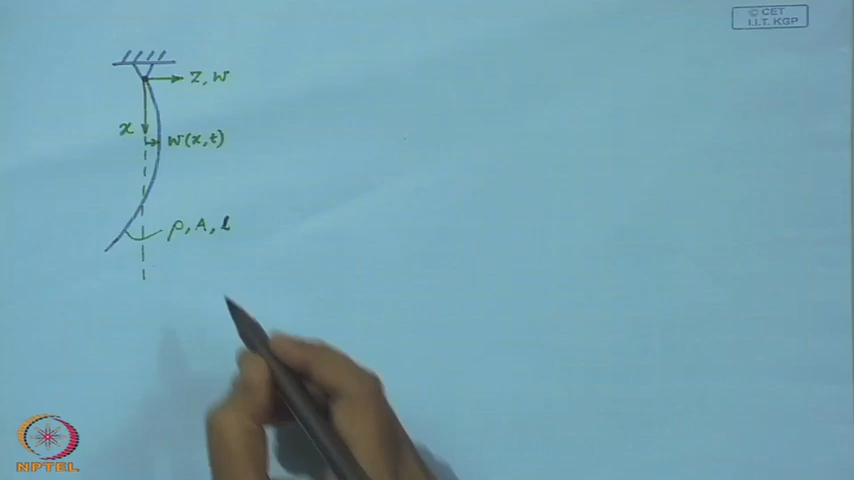 © CET
I.I.T. KGP
Z, W
x
W(x,t)
ρ, A, l
NPTEL